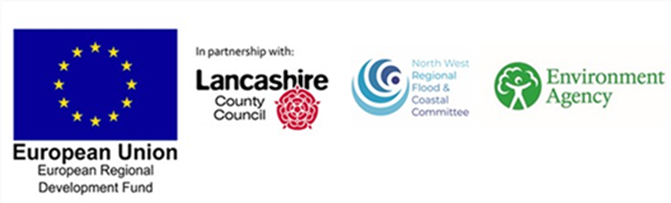 European Union
European Regional
Development Fund
In partnership with:
Lancashire
County
Council
North West
Regional
Flood &
Coastal
Committee
Environment
Agency